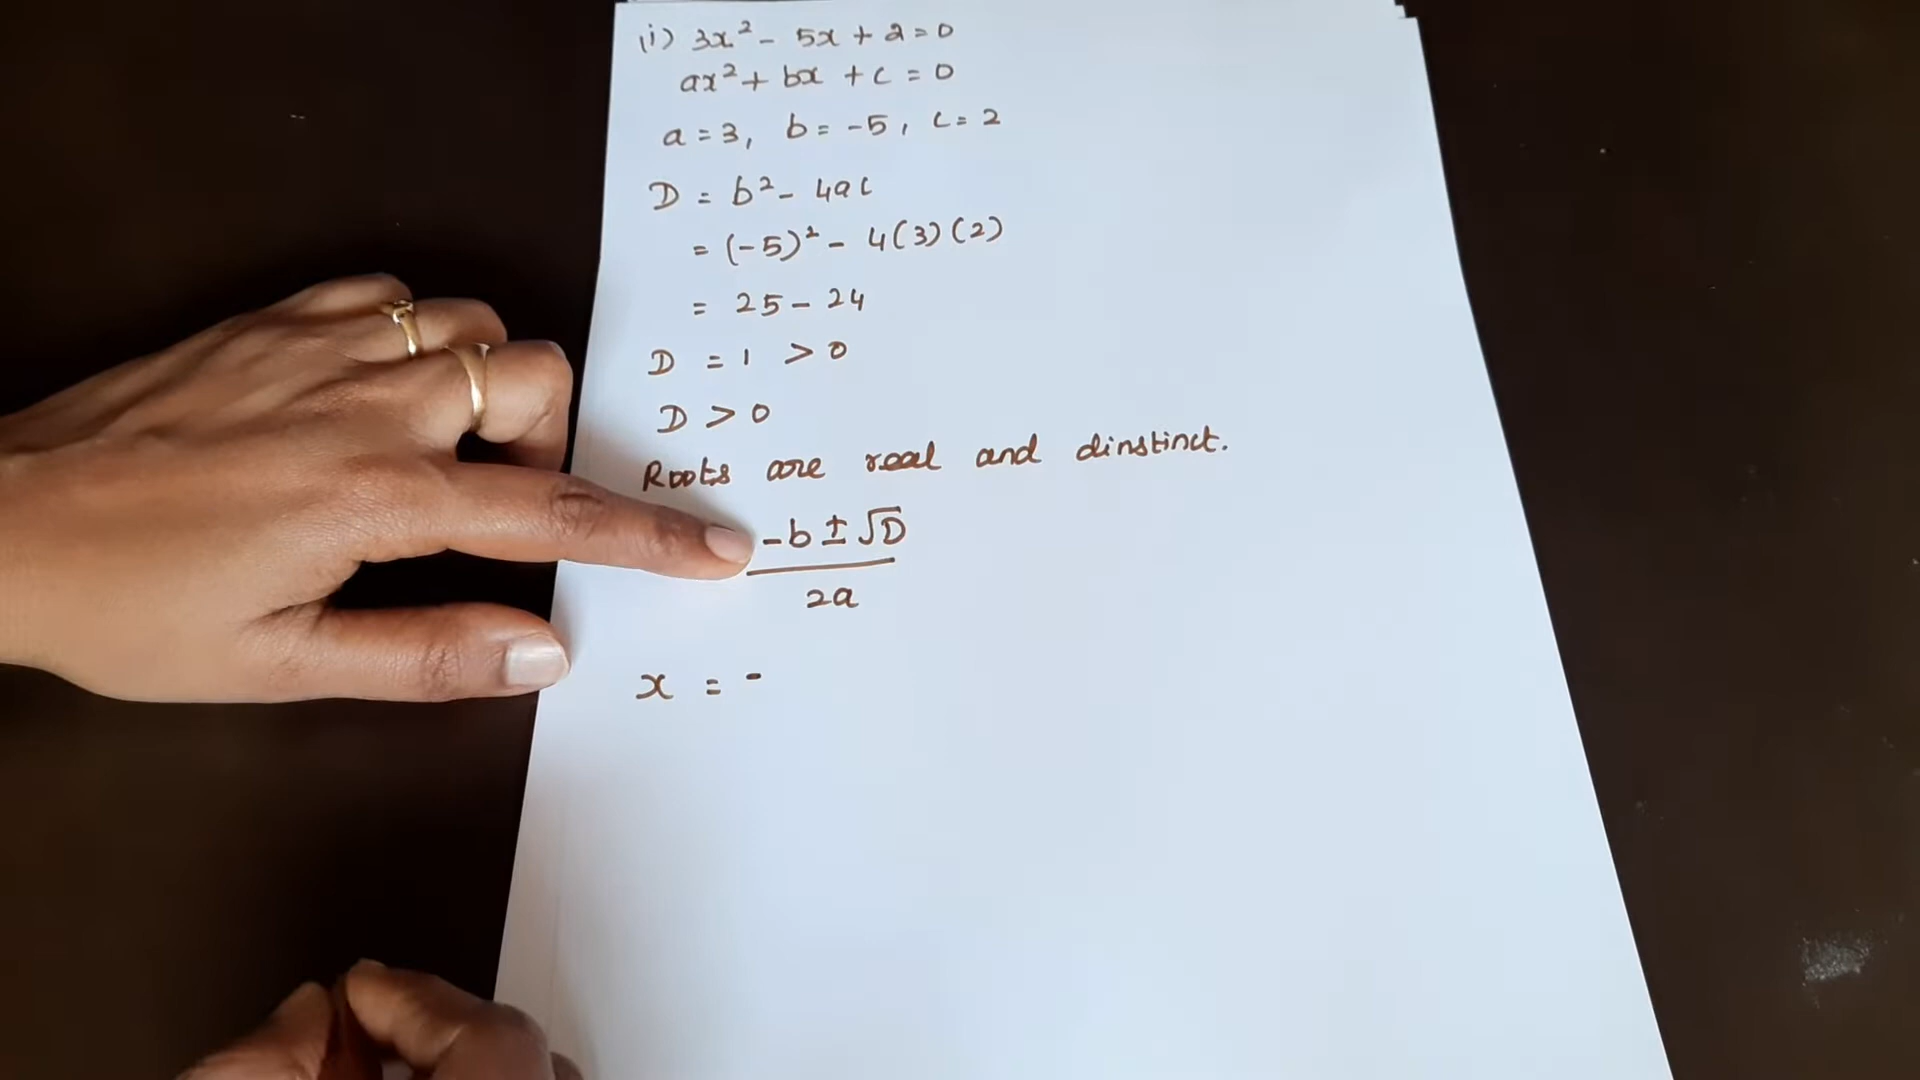 (i) 3x² - 5x + 2 = 0
ax² + bx + c = 0
a = 3, b = -5, c = 2
D = b² - 4ac
= (-5)² - 4(3)(2)
= 25 - 24
D = 1 > 0
D > 0
Roots are real and dinstinct.
-b ± √D
2a
x = -